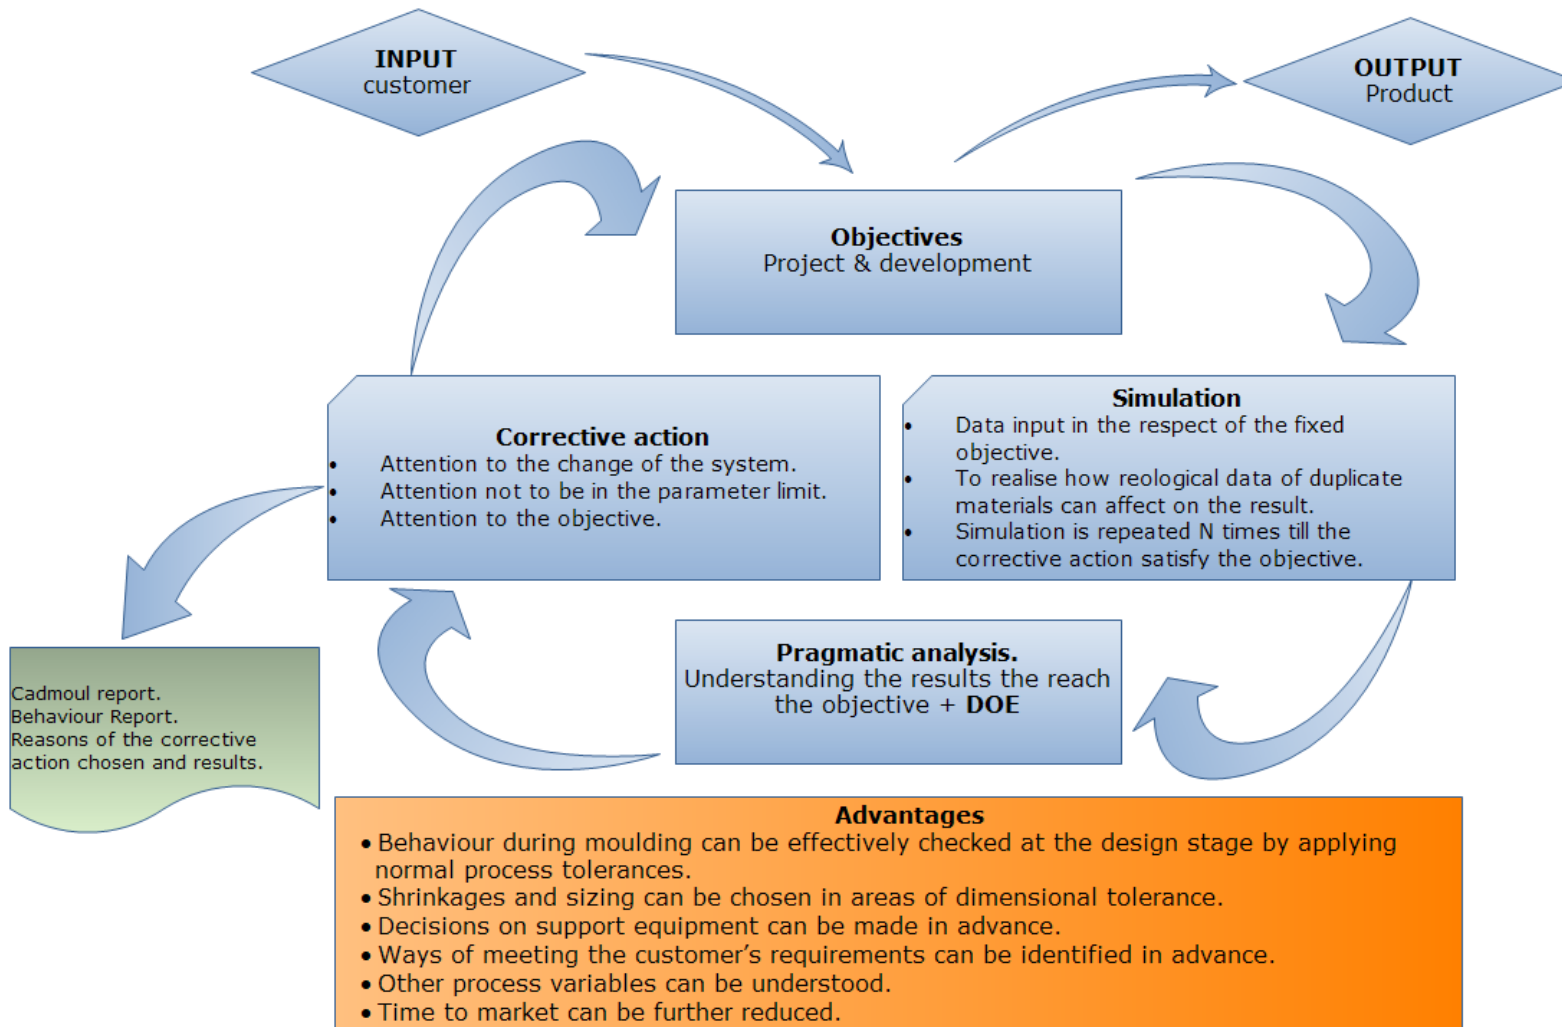 INPUT
customer
OUTPUT
Product
Objectives
Project & development
Corrective action
• Attention to the change of the system.
• Attention not to be in the parameter limit.
• Attention to the objective.
Simulation
• Data input in the respect of the fixed
objective.
• To realise how reological data of duplicate
materials can affect on the result.
• Simulation is repeated N times till the
corrective action satisfy the objective.
Pragmatic analysis.
Understanding the results the reach
the objective + DOE
Cadmoul report.
Behaviour Report.
Reasons of the corrective
action chosen and results.
Advantages
• Behaviour during moulding can be effectively checked at the design stage by applying
normal process tolerances.
• Shrinkages and sizing can be chosen in areas of dimensional tolerance.
• Decisions on support equipment can be made in advance.
• Ways of meeting the customer’s requirements can be identified in advance.
• Other process variables can be understood.
• Time to market can be further reduced.